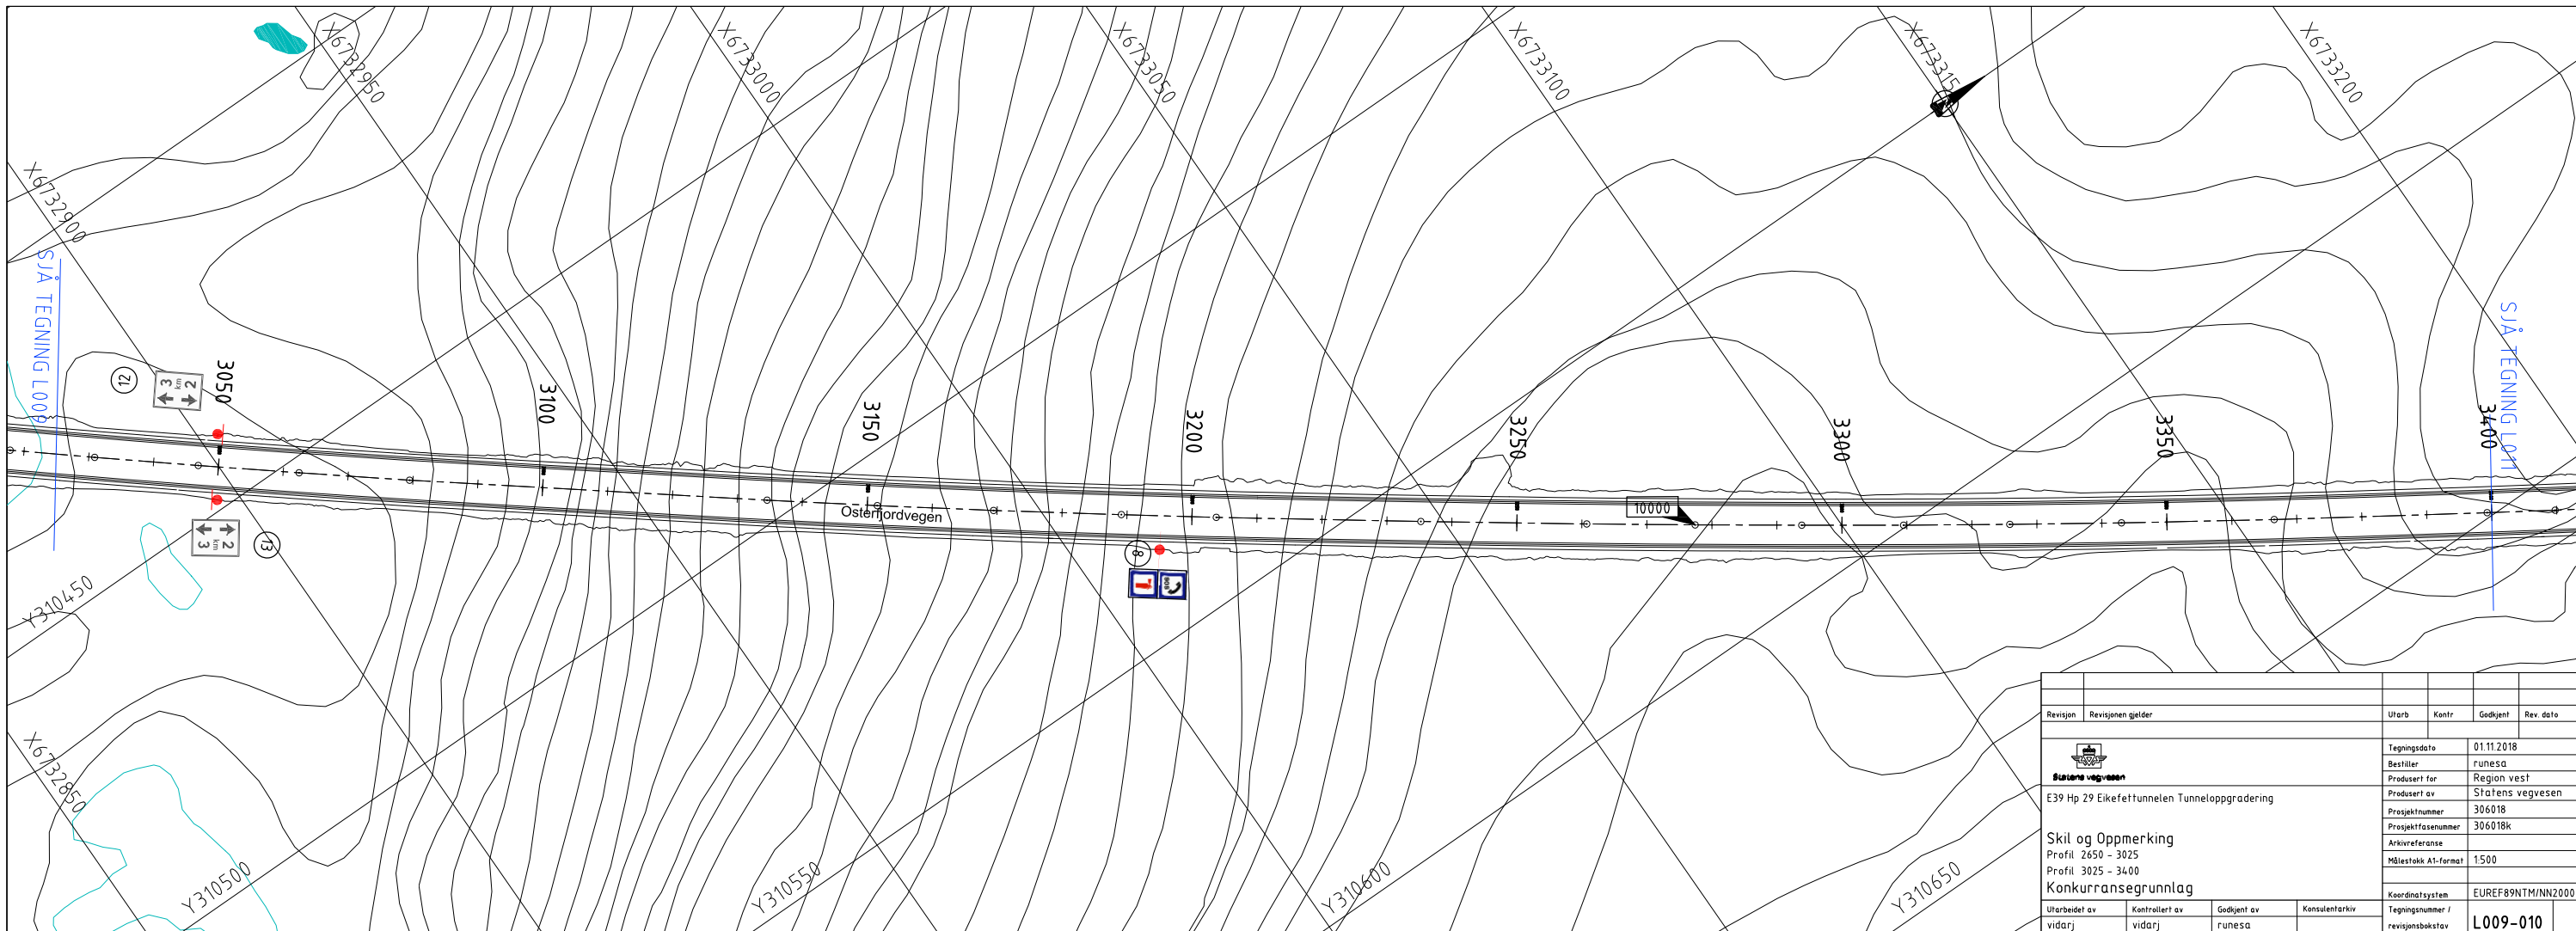 X6732950
X6733000
X6733050
X6733100
X673315
X6733200
X6732900
SJÅ TEGNING L009
SJÅ TEGNING L011
12
3 km 2
3050
3100
3150
3200
3250
3300
3350
3400
10000
Osterfjordvegen
8
3 km 2
13
Y310450
X6732850
Y310500
Y310550
Y310600
Y310650
Revisjon Revisjonen gjelder Utarb Kontr Godkjent Rev. dato
Statens vegvesen
E39 Hp 29 Eikefettunnelen Tunneloppgradering
Skil og Oppmerking
Profil 2650 - 3025
Profil 3025 - 3400
Konkurransegrunnlag
Tegningsdato 01.11.2018
Bestiller runesa
Produsert for Region vest
Produsert av Statens vegvesen
Prosjektnummer 306018
Prosjektfasenummer 306018k
Arkivreferanse
Målestokk A1-format 1:500
Koordinatsystem EUREF89NTM/NN2000
Utarbeidet av Kontrollert av Godkjent av Konsulentarkiv
vidarj vidarj runesa
Tegningsnummer /
revisjonsbokstav L009-010